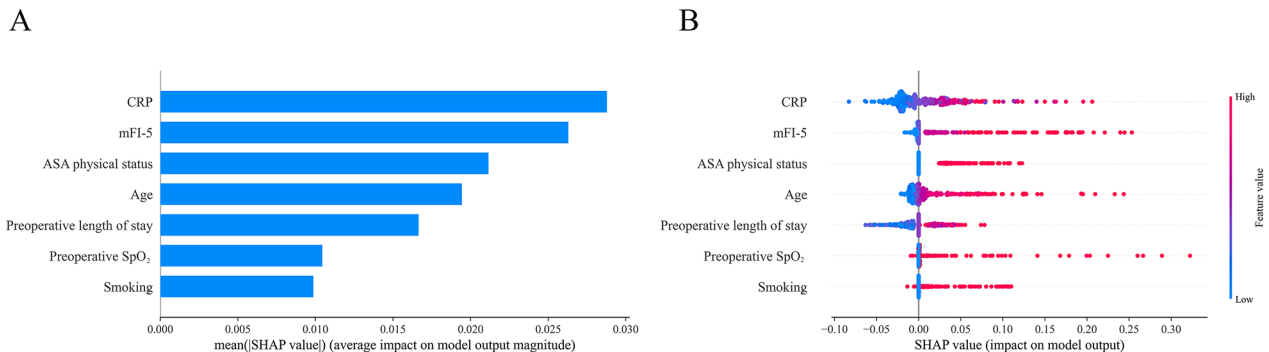 A
CRP
mFI-5
ASA physical status
Age
Preoperative length of stay
Preoperative SpO₂
Smoking
0.000 0.005 0.010 0.015 0.020 0.025 0.030
mean(|SHAP value|) (average impact on model output magnitude)
B
CRP
mFI-5
ASA physical status
Age
Preoperative length of stay
Preoperative SpO₂
Smoking
−0.10 −0.05 0.00 0.05 0.10 0.15 0.20 0.25 0.30
SHAP value (impact on model output)
High
Feature value
Low